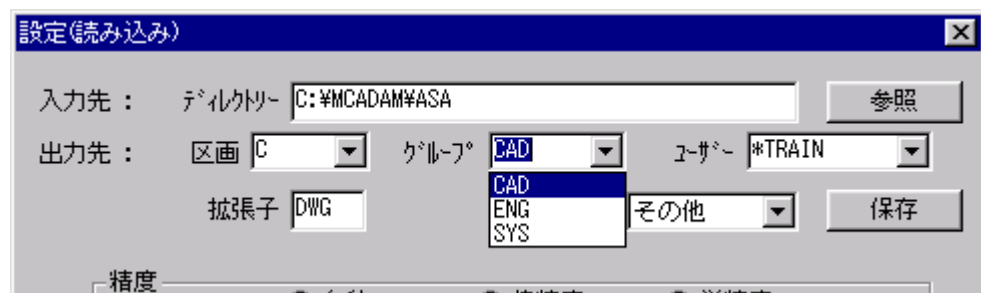 設定(読み込み)
入力先： ﾃﾞｨﾚｸﾄﾘｰ C:¥MCADAM¥ASA 参照
出力先： 区画 C ｸﾞﾙｰﾌﾟ CAD ﾕｰｻﾞｰ *TRAIN
CAD
拡張子 DWG ENG その他 保存
SYS
精度